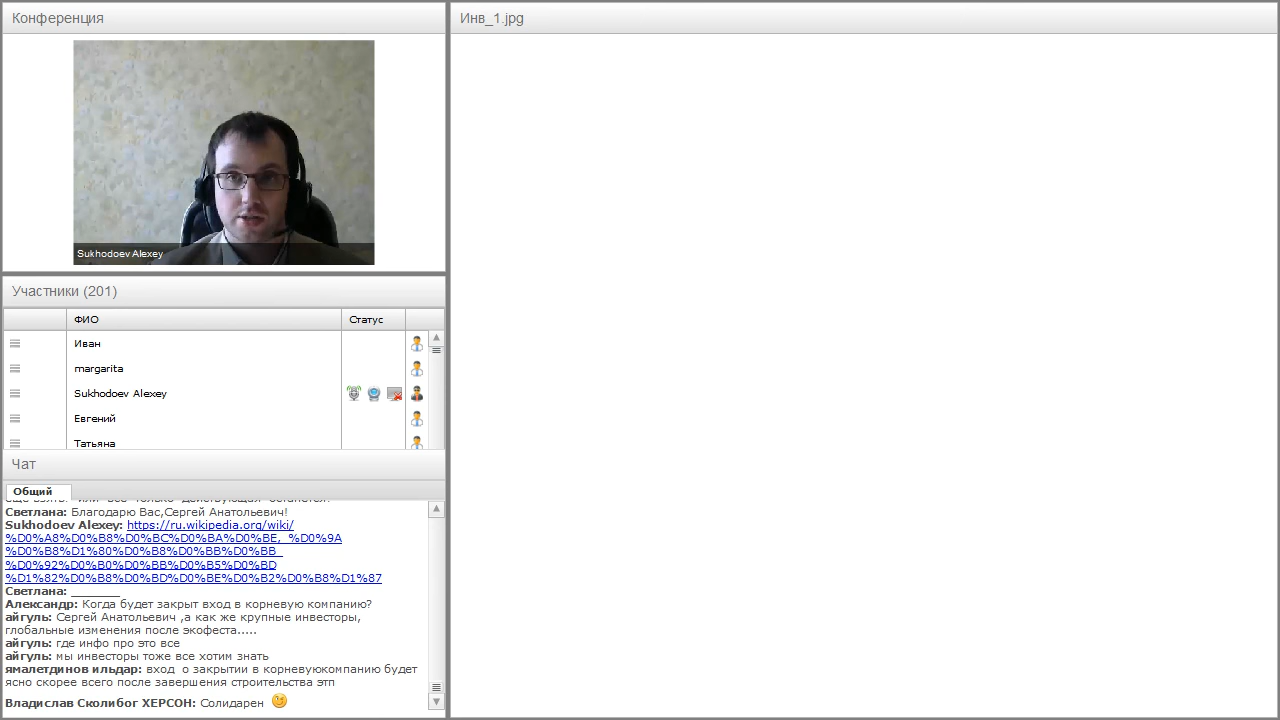 Конференция
Инв_1.jpg
Sukhodoev Alexey
Участники (201)
ФИО
Статус
Иван
margarita
Sukhodoev Alexey
Евгений
Татьяна
Чат
Общий
Светлана: Благодарю Вас,Сергей Анатольевич!
Sukhodoev Alexey: https://ru.wikipedia.org/wiki/
%D0%A8%D0%B8%D0%BC%D0%BA%D0%BE,_%D0%9A
%D0%B8%D1%80%D0%B8%D0%BB%D0%BB_
%D0%92%D0%B0%D0%BB%D0%B5%D0%BD
%D1%82%D0%B8%D0%BD%D0%BE%D0%B2%D0%B8%D1%87
Светлана: _______
Александр: Когда будет закрыт вход в корневую компанию?
айгуль: Сергей Анатольевич ,а как же крупные инвесторы,
глобальные изменения после экофеста.....
айгуль: где инфо про это все
айгуль: мы инвесторы тоже все хотим знать
ямалетдинов ильдар: вход о закрытии в корневуюкомпанию будет
ясно скорее всего после завершения строительства этп
Владислав Сколибог ХЕРСОН: Солидарен